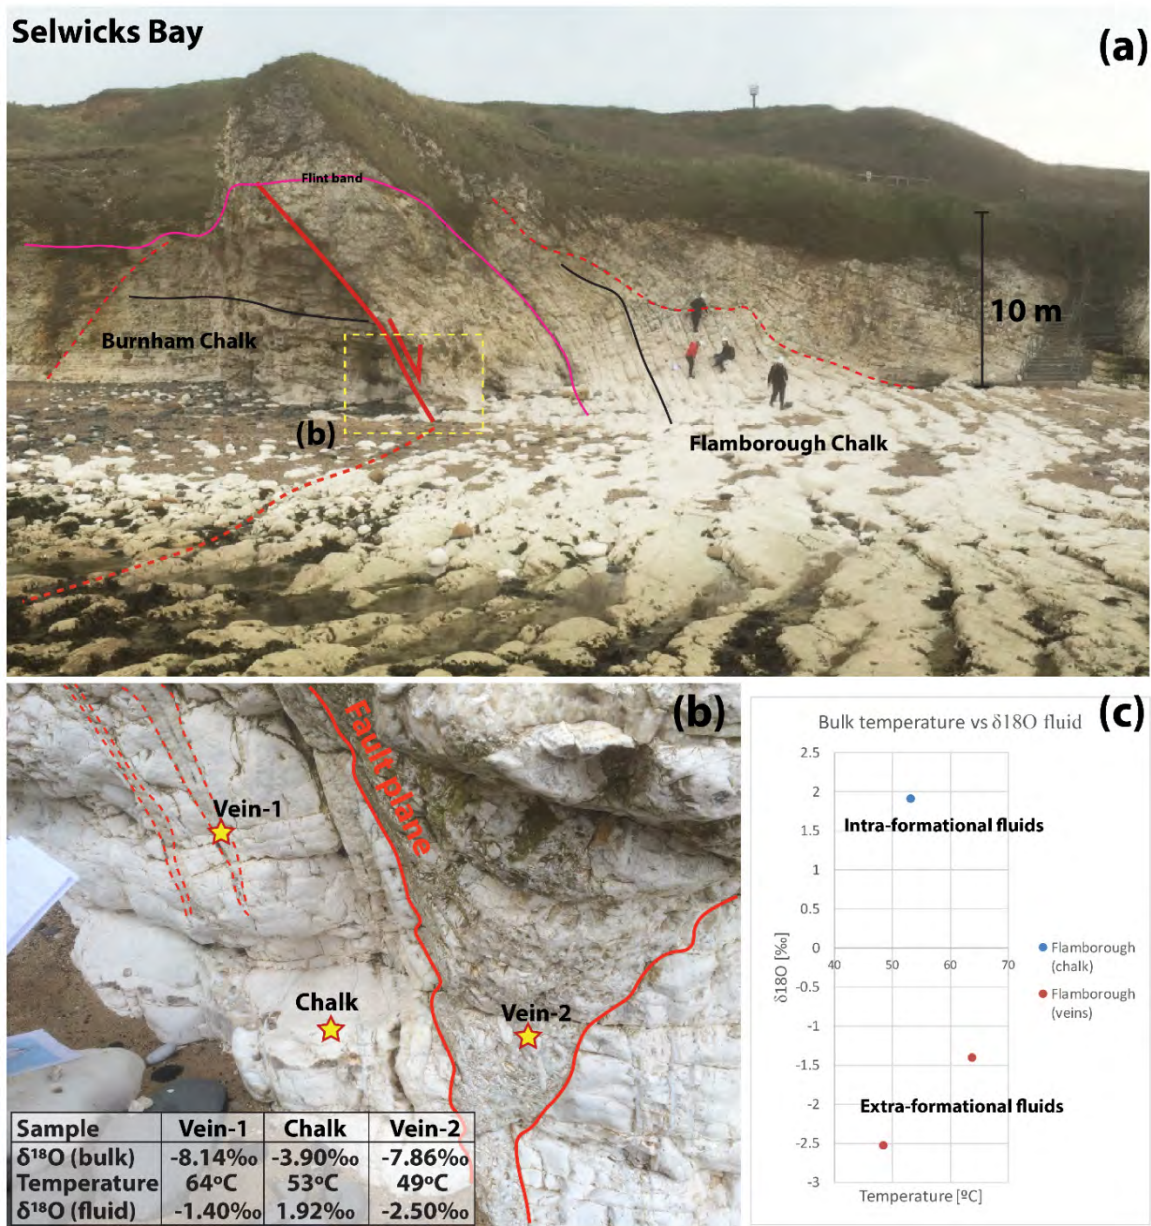 Selwicks Bay
(a)
Flint band
10 m
Burnham Chalk
(b)
Flamborough Chalk
(b)
Fault plane
Vein-1
Chalk
Vein-2
Sample Vein-1 Chalk Vein-2
δ¹⁸O (bulk) -8.14‰ -3.90‰ -7.86‰
Temperature 64ºC 53ºC 49ºC
δ¹⁸O (fluid) -1.40‰ 1.92‰ -2.50‰
(c)
Bulk temperature vs δ18O fluid
2.5
2
1.5
1
0.5
0
-0.5
-1
-1.5
-2
-2.5
-3
40 50 60 70
δ18O [‰]
Temperature [ºC]
Intra-formational fluids
Extra-formational fluids
Flamborough
(chalk)
Flamborough
(veins)